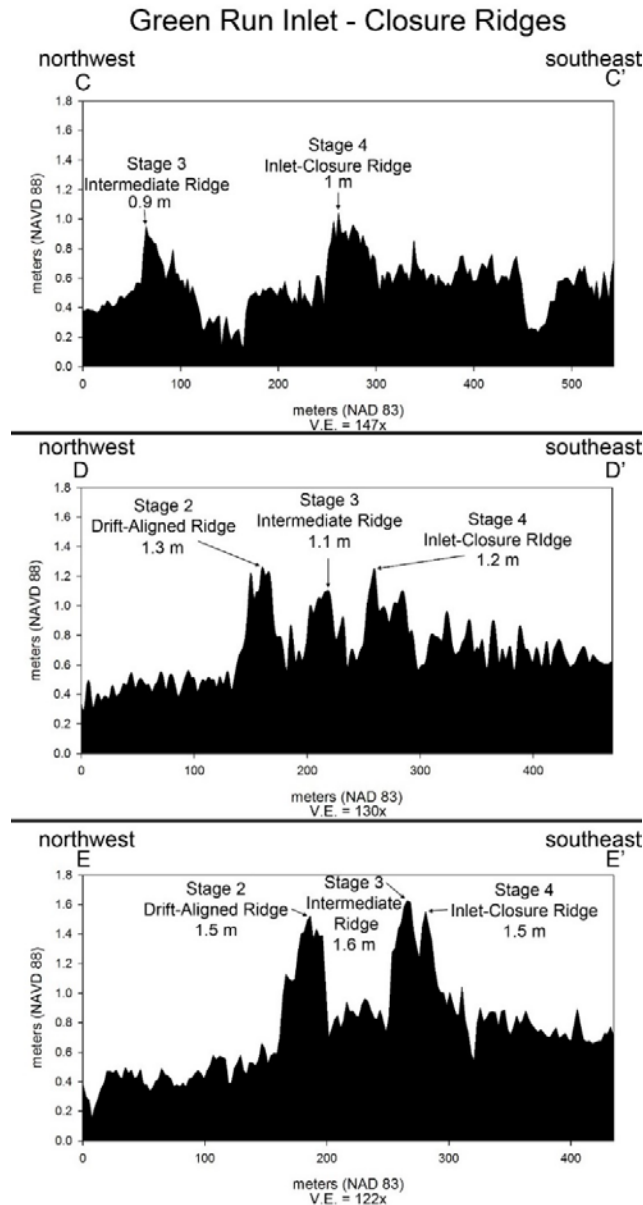 Green Run Inlet - Closure Ridges
northwest
southeast
C
C'
1.8
1.6
1.4
1.2
1.0
0.8
0.6
0.4
0.2
0.0
meters (NAVD 88)
Stage 3
Intermediate Ridge
0.9 m
Stage 4
Inlet-Closure Ridge
1 m
0
100
200
300
400
500
meters (NAD 83)
V.E. = 147x
northwest
southeast
D
D'
1.8
1.6
1.4
1.2
1.0
0.8
0.6
0.4
0.2
0.0
meters (NAVD 88)
Stage 2
Drift-Aligned Ridge
1.3 m
Stage 3
Intermediate Ridge
1.1 m
Stage 4
Inlet-Closure RIdge
1.2 m
0
100
200
300
400
meters (NAD 83)
V.E. = 130x
northwest
southeast
E
E'
1.8
1.6
1.4
1.2
1.0
0.8
0.6
0.4
0.2
0.0
meters (NAVD 88)
Stage 2
Drift-Aligned Ridge
1.5 m
Stage 3
Intermediate
Ridge
1.6 m
Stage 4
Inlet-Closure Ridge
1.5 m
0
100
200
300
400
meters (NAD 83)
V.E. = 122x